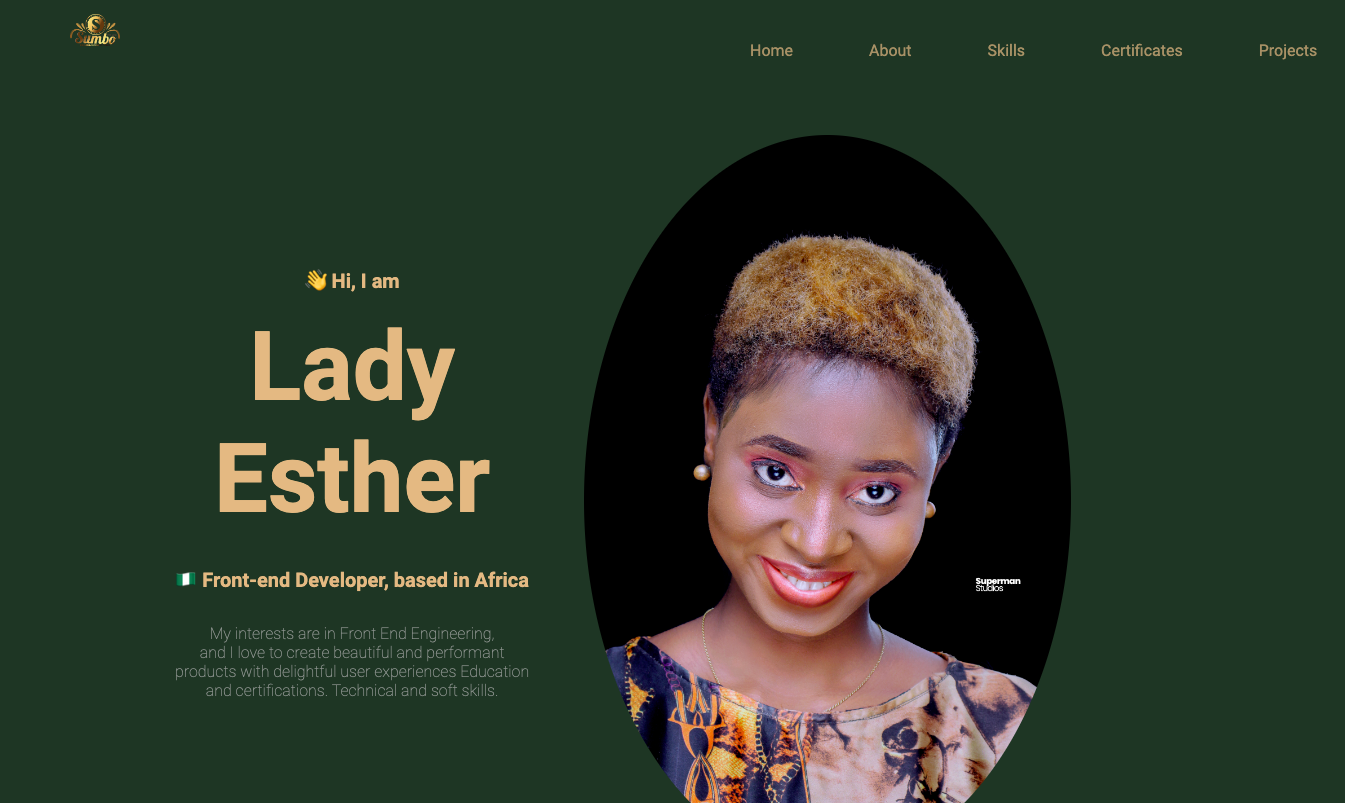 Sumbo
Home About Skills Certificates Projects
👋 Hi, I am
Lady
Esther
🇳🇬 Front-end Developer, based in Africa
My interests are in Front End Engineering,
and I love to create beautiful and performant
products with delightful user experiences Education
and certifications. Technical and soft skills.
Superman
Studios